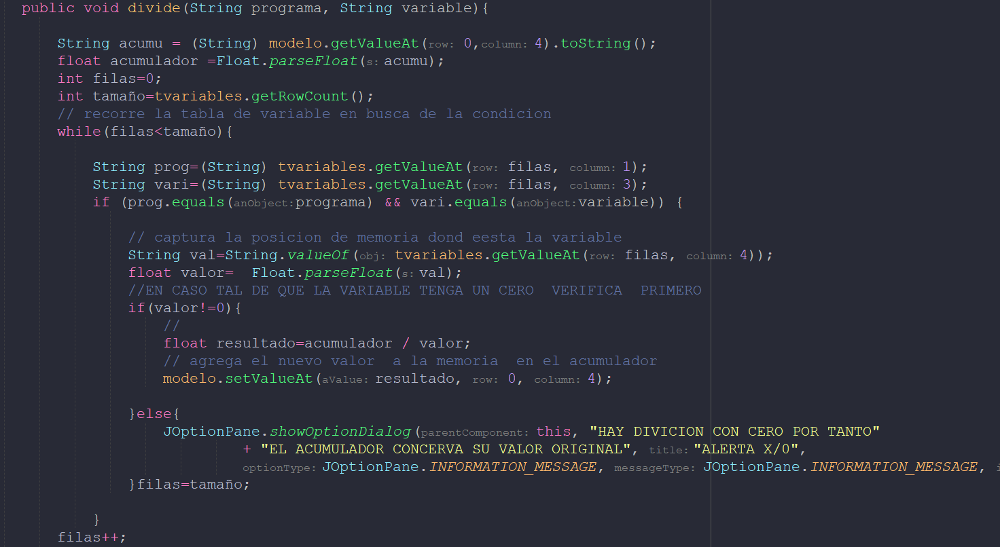 public void divide(String programa, String variable){
String acumu = (String) modelo.getValueAt(row: 0,column: 4).toString();
float acumulador =Float.parseFloat(s: acumu);
int filas=0;
int tamaño=tvariables.getRowCount();
// recorre la tabla de variable en busca de la condicion
while(filas<tamaño){
String prog=(String) tvariables.getValueAt(row: filas, column: 1);
String vari=(String) tvariables.getValueAt(row: filas, column: 3);
if (prog.equals(anObject:programa) && vari.equals(anObject:variable)) {
// captura la posicion de memoria dond eesta la variable
String val=String.valueOf(obj: tvariables.getValueAt(row: filas, column: 4));
float valor=  Float.parseFloat(s: val);
//EN CASO TAL DE QUE LA VARIABLE TENGA UN CERO  VERIFICA  PRIMERO
if(valor!=0){
//
float resultado=acumulador / valor;
// agrega el nuevo valor  a la memoria  en el acumulador
modelo.setValueAt(aValue: resultado, row: 0, column: 4);
}else{
JOptionPane.showOptionDialog(parentComponent: this, "HAY DIVICION CON CERO POR TANTO"
+ "EL ACUMULADOR CONCERVA SU VALOR ORIGINAL", title: "ALERTA X/0",
optionType: JOptionPane.INFORMATION_MESSAGE, messageType: JOptionPane.INFORMATION_MESSAGE,
}filas=tamaño;
}
filas++;